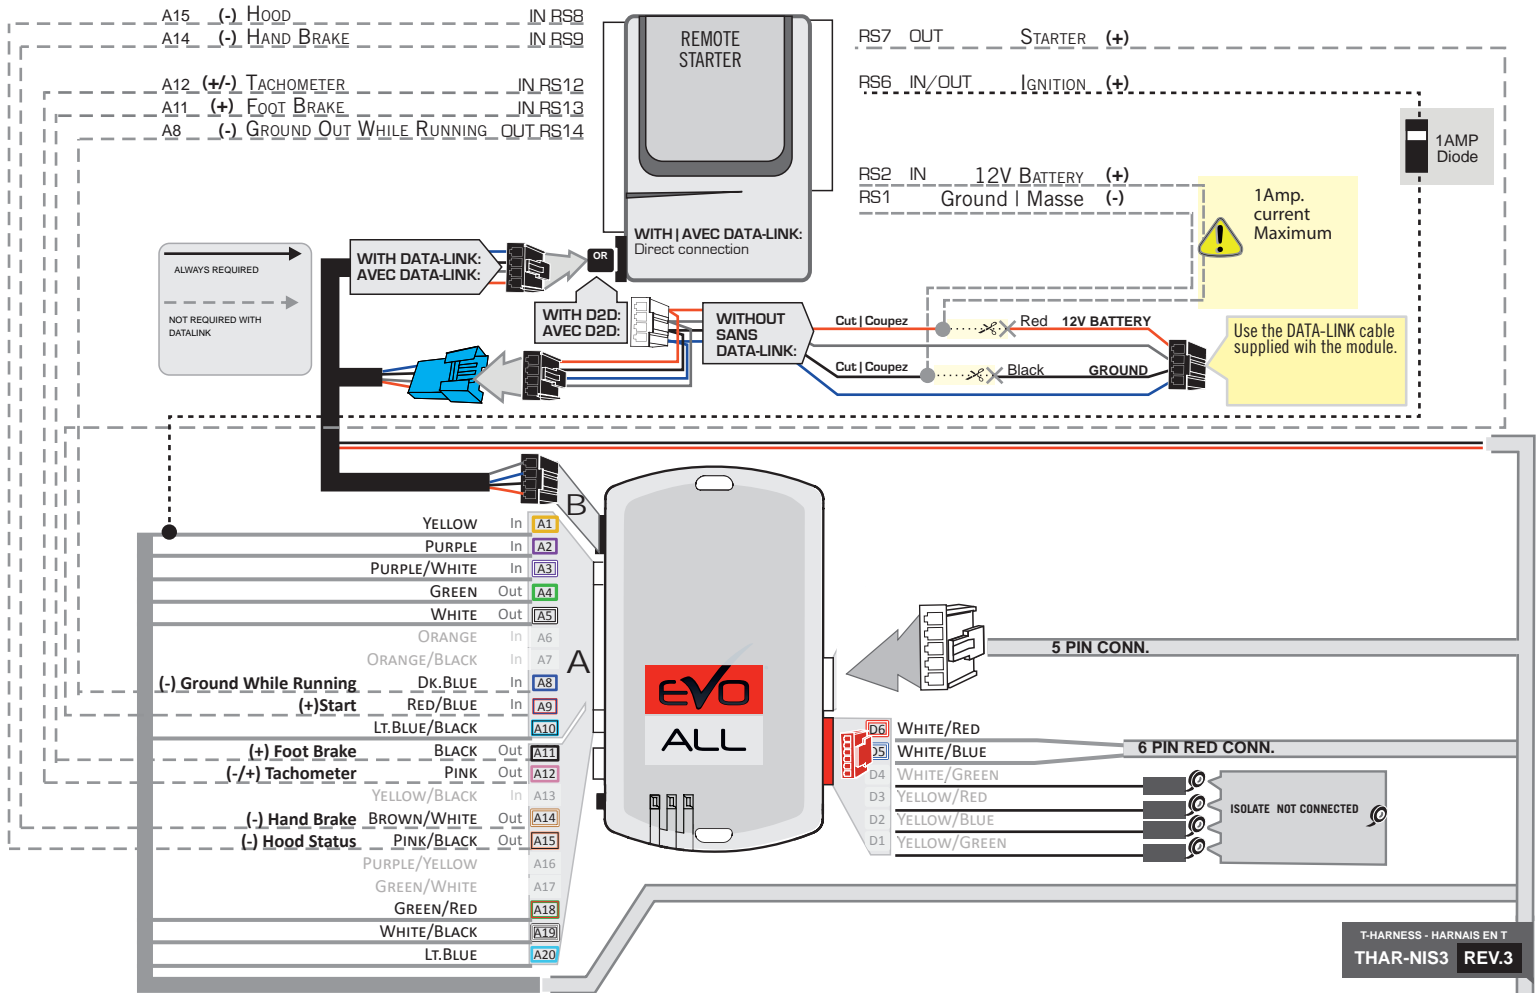 A15 (-) HOOD IN RS8
A14 (-) HAND BRAKE IN RS9
A12 (+/-) TACHOMETER IN RS12
A11 (+) FOOT BRAKE IN RS13
A8 (-) GROUND OUT WHILE RUNNING OUT RS14
REMOTE
STARTER
WITH | AVEC DATA-LINK:
Direct connection
RS7 OUT STARTER (+)
RS6 IN/OUT IGNITION (+)
RS2 IN 12V BATTERY (+)
RS1 Ground | Masse (-)
1AMP
Diode
1Amp.
current
Maximum
ALWAYS REQUIRED
NOT REQUIRED WITH
DATALINK
WITH DATA-LINK:
AVEC DATA-LINK:
OR
WITH D2D:
AVEC D2D:
WITHOUT
SANS
DATA-LINK:
Cut | Coupez Red 12V BATTERY
Cut | Coupez Black GROUND
Use the DATA-LINK cable
supplied wih the module.
B
A
YELLOW In A1
PURPLE In A2
PURPLE/WHITE In A3
GREEN Out A4
WHITE Out A5
ORANGE In A6
ORANGE/BLACK In A7
(-) Ground While Running DK.BLUE In A8
(+)Start RED/BLUE In A9
LT.BLUE/BLACK A10
(+) Foot Brake BLACK Out A11
(-/+) Tachometer PINK Out A12
YELLOW/BLACK In A13
(-) Hand Brake BROWN/WHITE Out A14
(-) Hood Status PINK/BLACK Out A15
PURPLE/YELLOW A16
GREEN/WHITE A17
GREEN/RED A18
WHITE/BLACK A19
LT.BLUE A20
EVO
ALL
5 PIN CONN.
D6 WHITE/RED
D5 WHITE/BLUE
6 PIN RED CONN.
D4 WHITE/GREEN
D3 YELLOW/RED
D2 YELLOW/BLUE
D1 YELLOW/GREEN
ISOLATE NOT CONNECTED
T-HARNESS - HARNAIS EN T
THAR-NIS3 REV.3